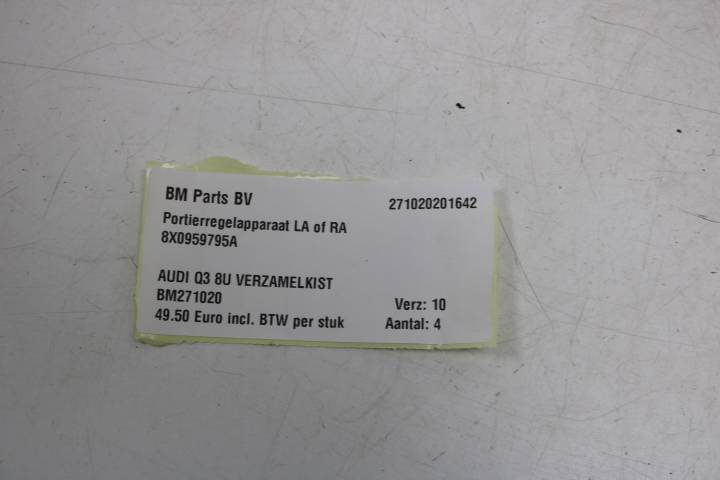 BM Parts BV 271020201642
Portierregelapparaat LA of RA
8X0959795A
AUDI Q3 8U VERZAMELKIST
BM271020 Verz: 10
49.50 Euro incl. BTW per stuk Aantal: 4